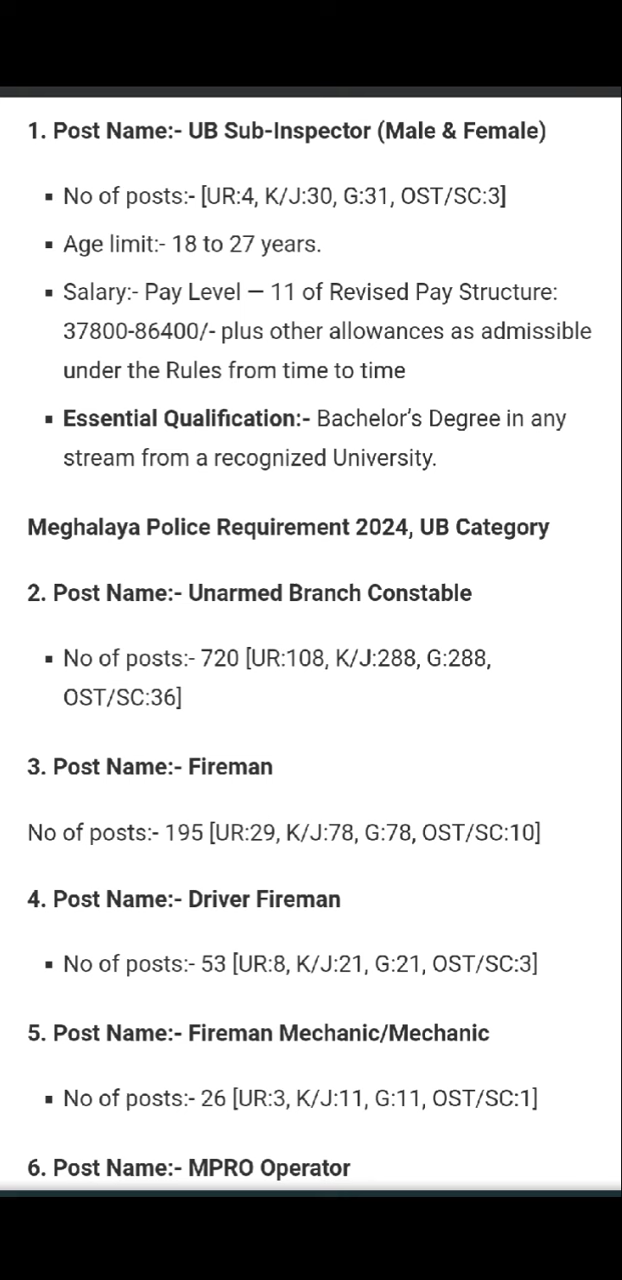 1. Post Name:- UB Sub-Inspector (Male & Female)
▪ No of posts:- [UR:4, K/J:30, G:31, OST/SC:3]
▪ Age limit:- 18 to 27 years.
▪ Salary:- Pay Level — 11 of Revised Pay Structure:
37800-86400/- plus other allowances as admissible
under the Rules from time to time
▪ Essential Qualification:- Bachelor’s Degree in any
stream from a recognized University.
Meghalaya Police Requirement 2024, UB Category
2. Post Name:- Unarmed Branch Constable
▪ No of posts:- 720 [UR:108, K/J:288, G:288,
OST/SC:36]
3. Post Name:- Fireman
No of posts:- 195 [UR:29, K/J:78, G:78, OST/SC:10]
4. Post Name:- Driver Fireman
▪ No of posts:- 53 [UR:8, K/J:21, G:21, OST/SC:3]
5. Post Name:- Fireman Mechanic/Mechanic
▪ No of posts:- 26 [UR:3, K/J:11, G:11, OST/SC:1]
6. Post Name:- MPRO Operator